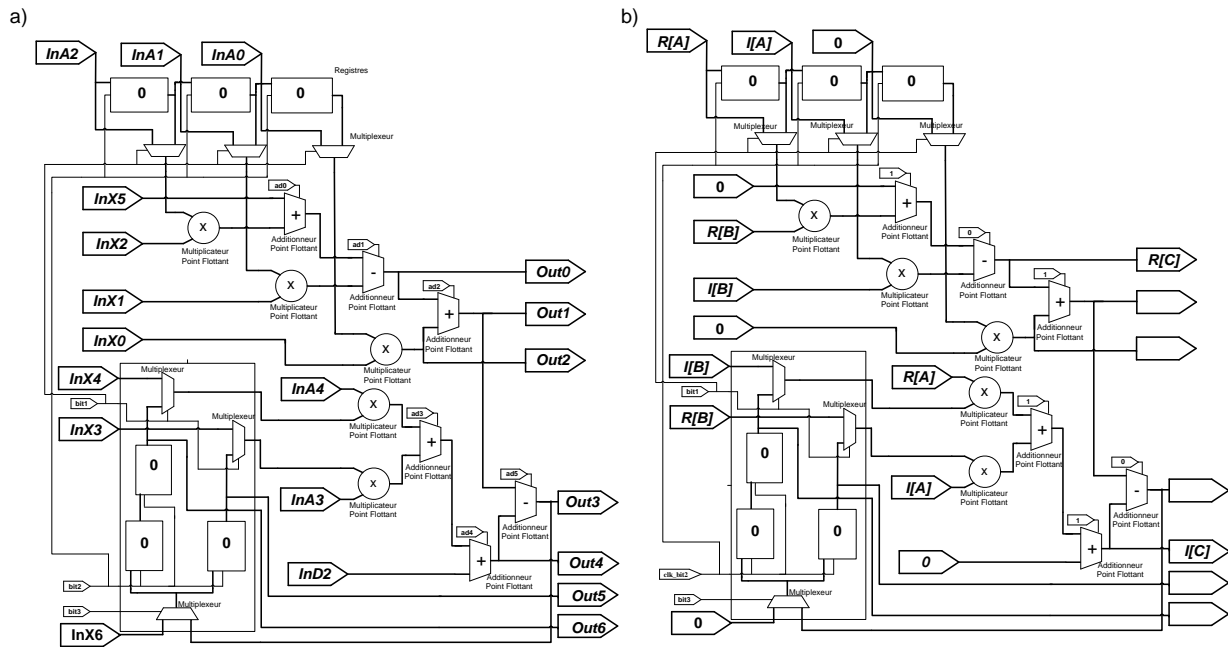 a)
InA2
InA1
InA0
Registres
0
0
0
Multiplexeur
InX5
ad0
+
Additionneur
Point Flottant
InX2
X
Multiplicateur
Point Flottant
ad1
-
Additionneur
Point Flottant
Out0
InX1
X
Multiplicateur
Point Flottant
ad2
+
Additionneur
Point Flottant
Out1
InX0
X
Multiplicateur
Point Flottant
Out2
InX4
Multiplexeur
bit1
InA4
X
Multiplicateur
Point Flottant
InX3
Multiplexeur
ad3
+
Additionneur
Point Flottant
0
InA3
X
Multiplicateur
Point Flottant
ad5
-
Additionneur
Point Flottant
Out3
0
0
ad4
+
Additionneur
Point Flottant
InD2
Out4
bit2
Out5
bit3
Multiplexeur
InX6
Out6
b)
R[A]
I[A]
0
0
0
0
Multiplexeur
Multiplexeur
Multiplexeur
0
1
+
Additionneur
Point Flottant
R[B]
X
Multiplicateur
Point Flottant
0
-
Additionneur
Point Flottant
R[C]
I[B]
X
Multiplicateur
Point Flottant
1
+
Additionneur
Point Flottant
0
X
Multiplicateur
Point Flottant
I[B]
Multiplexeur
bit1
R[A]
X
Multiplicateur
Point Flottant
R[B]
Multiplexeur
1
+
Additionneur
Point Flottant
0
I[A]
X
Multiplicateur
Point Flottant
0
-
Additionneur
Point Flottant
0
0
1
+
Additionneur
Point Flottant
0
I[C]
clk_bit2
bit3
Multiplexeur
0